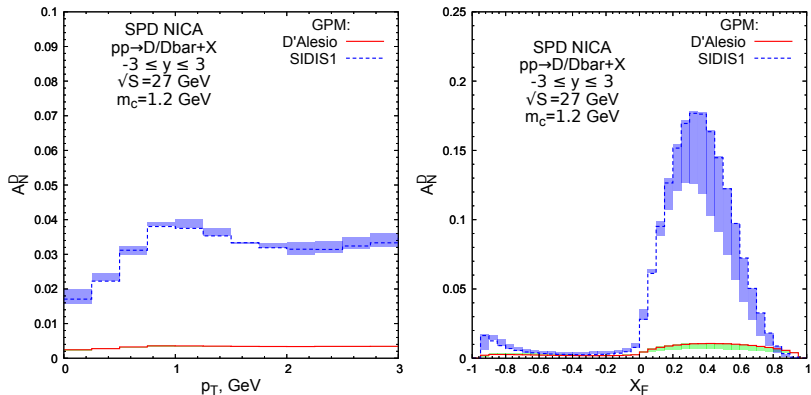 0.1
0.09
0.08
0.07
0.06
0.05
0.04
0.03
0.02
0.01
0
A_N^D
SPD NICA
pp→D/Dbar+X
-3 ≤ y ≤ 3
√S=27 GeV
m_c=1.2 GeV
GPM:
D'Alesio
SIDIS1
0 1 2 3
p_T, GeV
0.25
0.2
0.15
0.1
0.05
0
A_N^D
SPD NICA
pp→D/Dbar+X
-3 ≤ y ≤ 3
√S=27 GeV
m_c=1.2 GeV
GPM:
D'Alesio
SIDIS1
-1 -0.8 -0.6 -0.4 -0.2 0 0.2 0.4 0.6 0.8 1
X_F